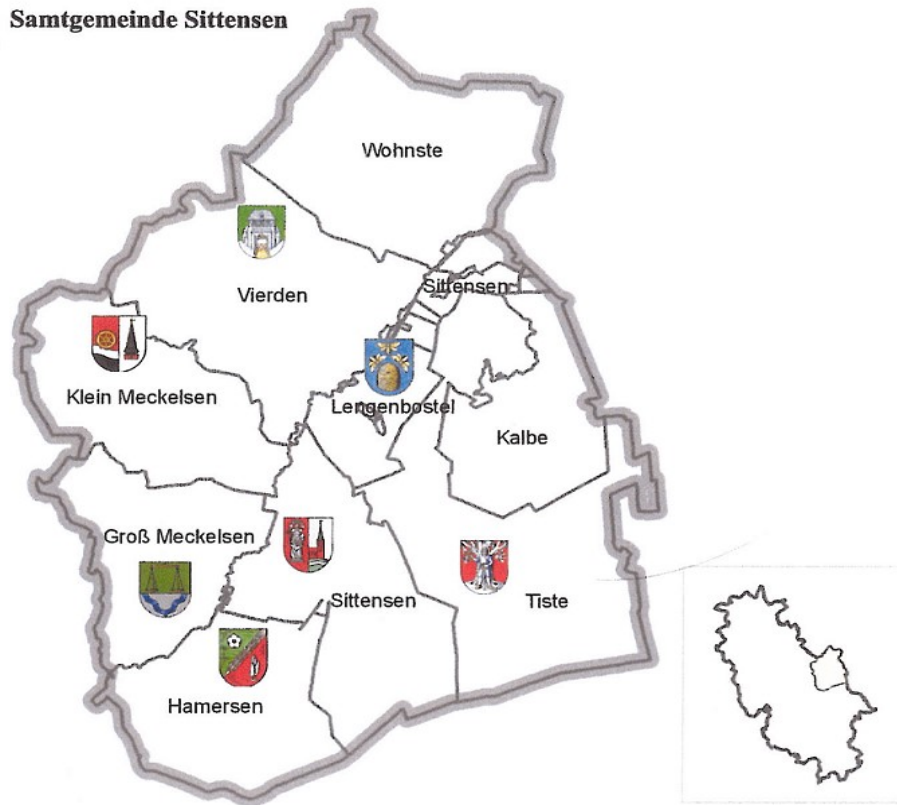 Samtgemeinde Sittensen
Wohnste
Sittensen
Vierden
Klein Meckelsen
Lengenbostel
Kalbe
Groß Meckelsen
Sittensen
Tiste
Hamersen